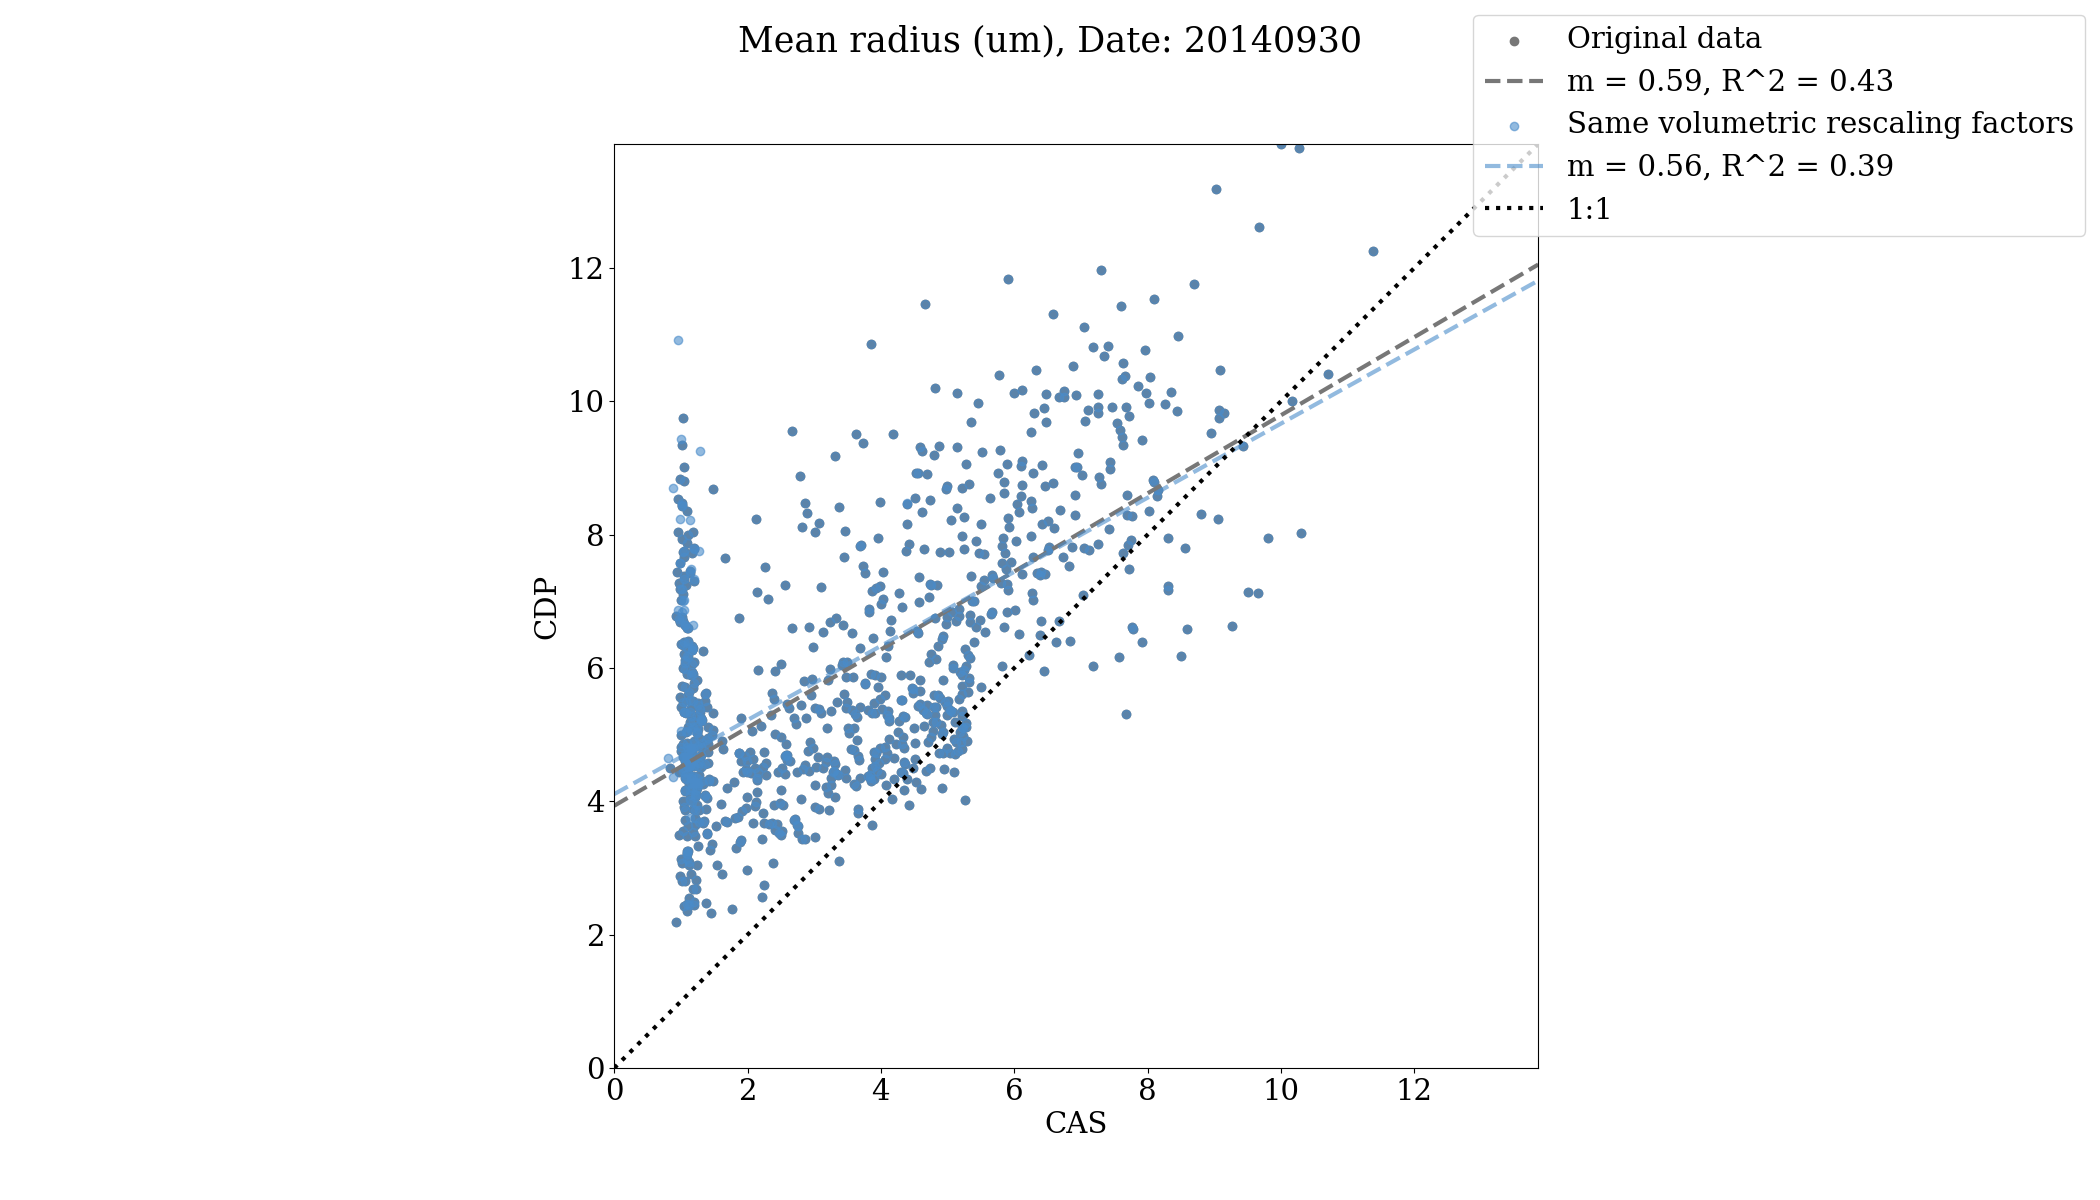 Mean radius (um), Date: 20140930
Original data
m = 0.59, R^2 = 0.43
Same volumetric rescaling factors
m = 0.56, R^2 = 0.39
1:1
12
10
8
6
4
2
0
CDP
0 2 4 6 8 10 12
CAS